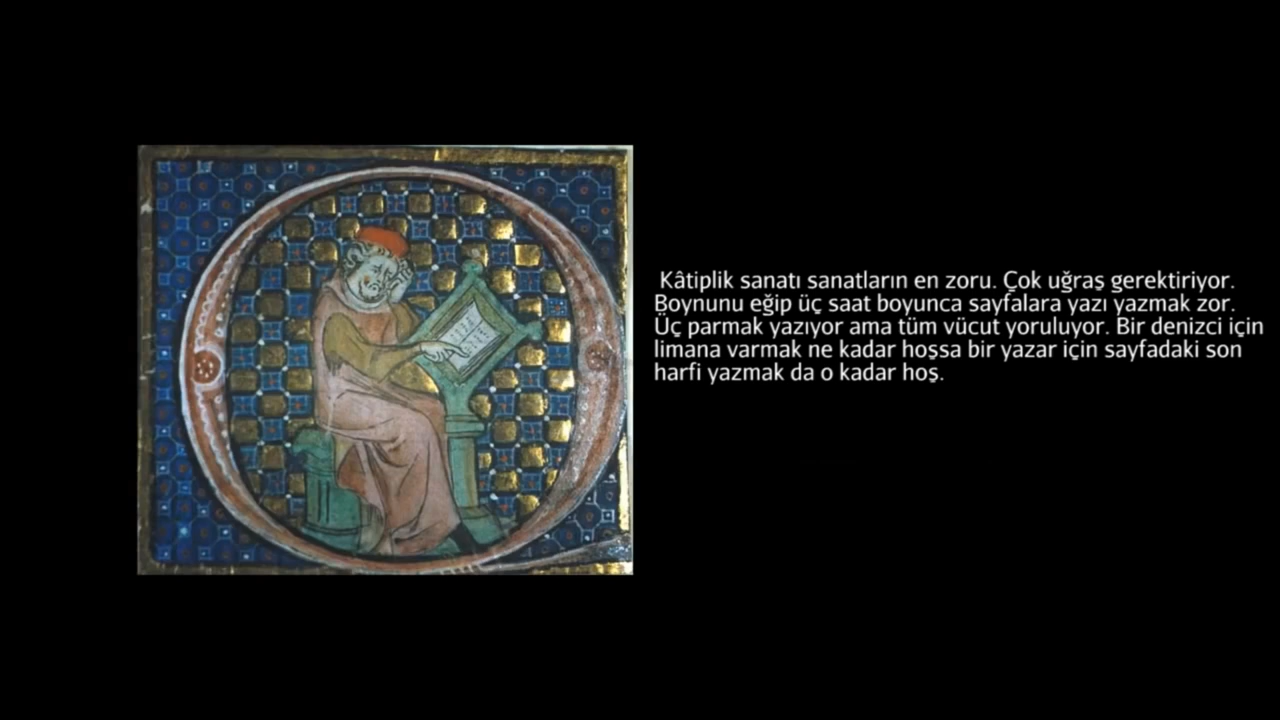 Kâtiplik sanatı sanatların en zoru. Çok uğraş gerektiriyor.
Boynunu eğip üç saat boyunca sayfalara yazı yazmak zor.
Üç parmak yazıyor ama tüm vücut yoruluyor. Bir denizci için
limana varmak ne kadar hoşsa bir yazar için sayfadaki son
harfi yazmak da o kadar hoş.